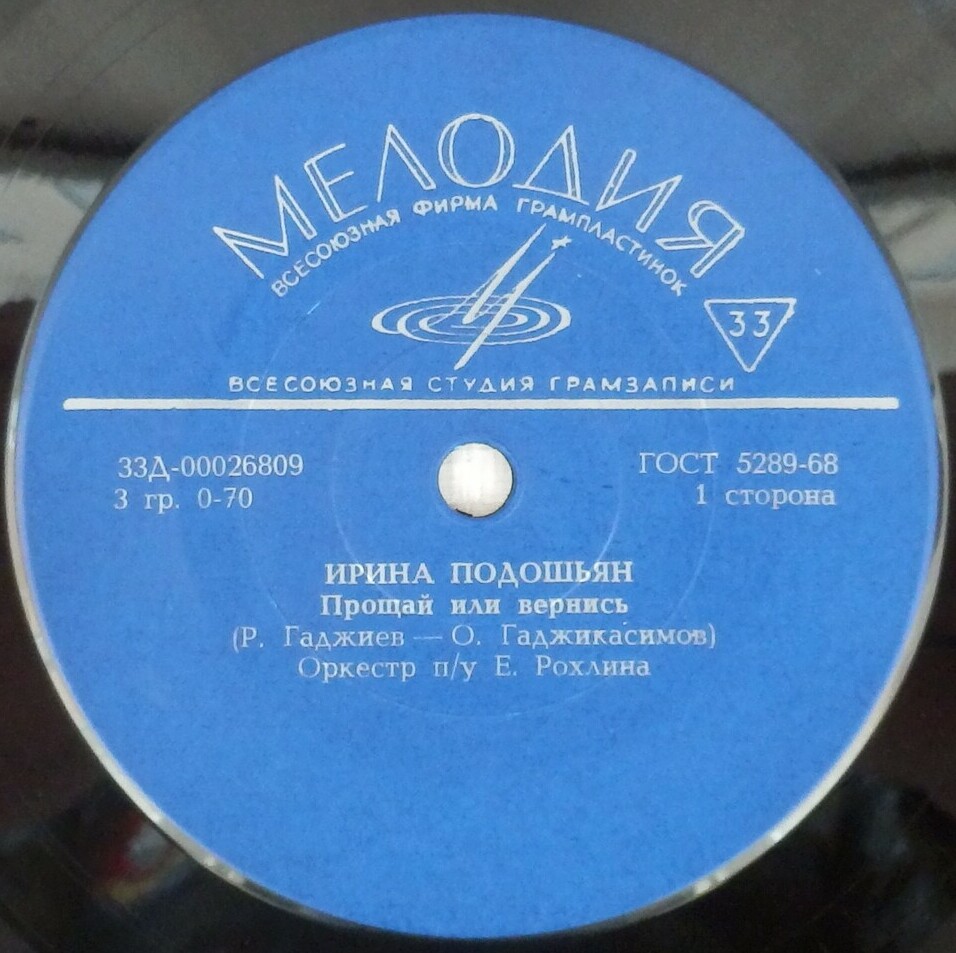 МЕЛОДИЯ
ВСЕСОЮЗНАЯ ФИРМА ГРАМПЛАСТИНОК
33
ВСЕСОЮЗНАЯ СТУДИЯ ГРАМЗАПИСИ
33Д-00026809
ГОСТ 5289-68
3 гр. 0-70
1 сторона
ИРИНА ПОДОШЬЯН
Прощай или вернись
(Р. Гаджиев — О. Гаджикасимов)
Оркестр п/у Е. Рохлина